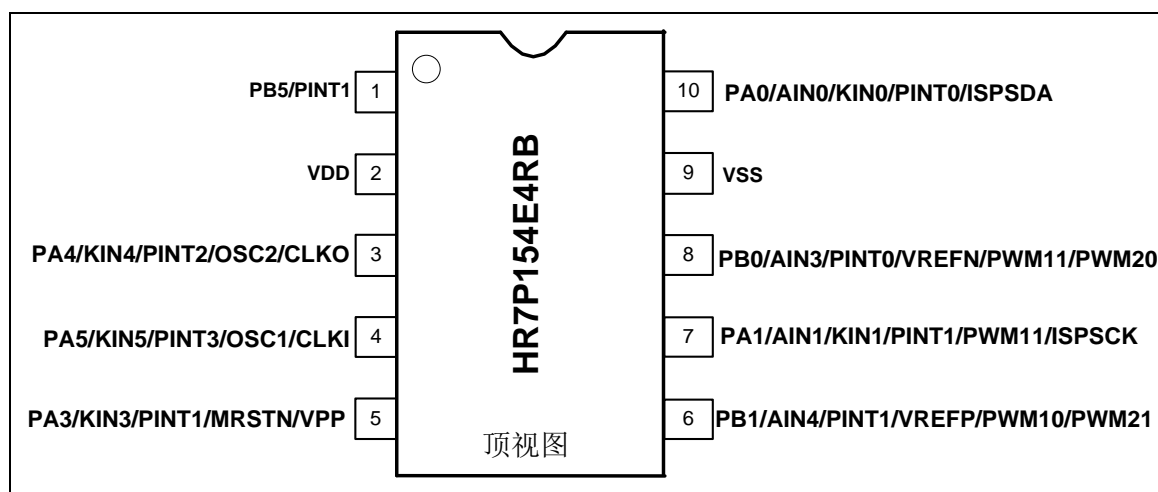 PB5/PINT1
1
10
PA0/AIN0/KIN0/PINT0/ISPSDA
VDD
2
9
VSS
PA4/KIN4/PINT2/OSC2/CLKO
3
8
PB0/AIN3/PINT0/VREFN/PWM11/PWM20
PA5/KIN5/PINT3/OSC1/CLKI
4
7
PA1/AIN1/KIN1/PINT1/PWM11/ISPSCK
PA3/KIN3/PINT1/MRSTN/VPP
5
6
PB1/AIN4/PINT1/VREFP/PWM10/PWM21
HR7P154E4RB
顶视图